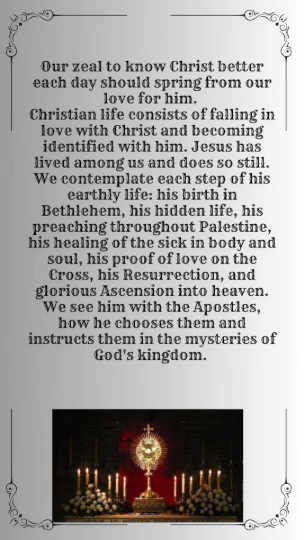 Our zeal to know Christ better
each day should spring from our
love for him.
Christian life consists of falling in
love with Christ and becoming
identified with him. Jesus has
lived among us and does so still.
We contemplate each step of his
earthly life: his birth in
Bethlehem, his hidden life, his
preaching throughout Palestine,
his healing of the sick in body and
soul, his proof of love on the
Cross, his Resurrection, and
glorious Ascension into heaven.
We see him with the Apostles,
how he chooses them and
instructs them in the mysteries of
God's kingdom.